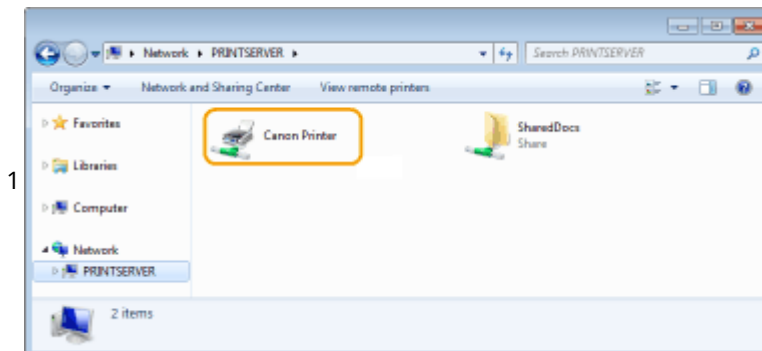 Network ▸ PRINTSERVER ▸
Search PRINTSERVER
Organize
Network and Sharing Center
View remote printers
Favorites
Canon Printer
SharedDocs
Share
Libraries
1
Computer
Network
PRINTSERVER
2 items